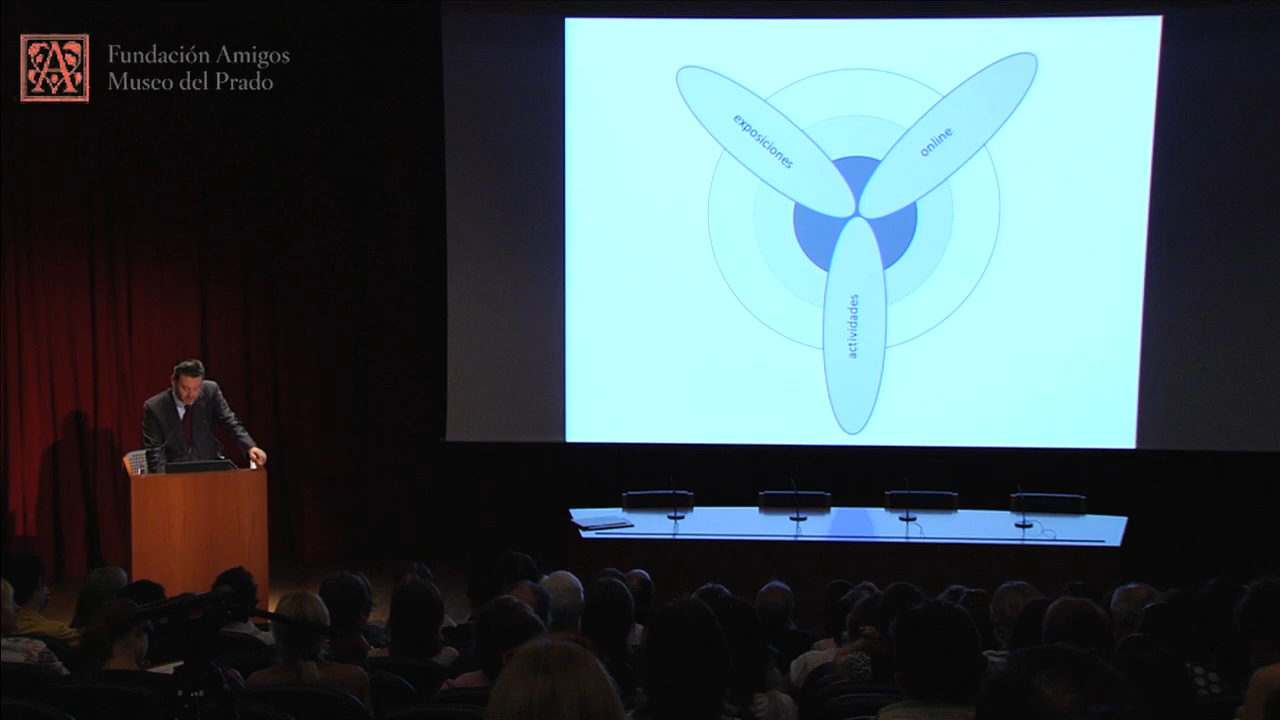 Fundación Amigos
Museo del Prado
exposiciones
online
actividades